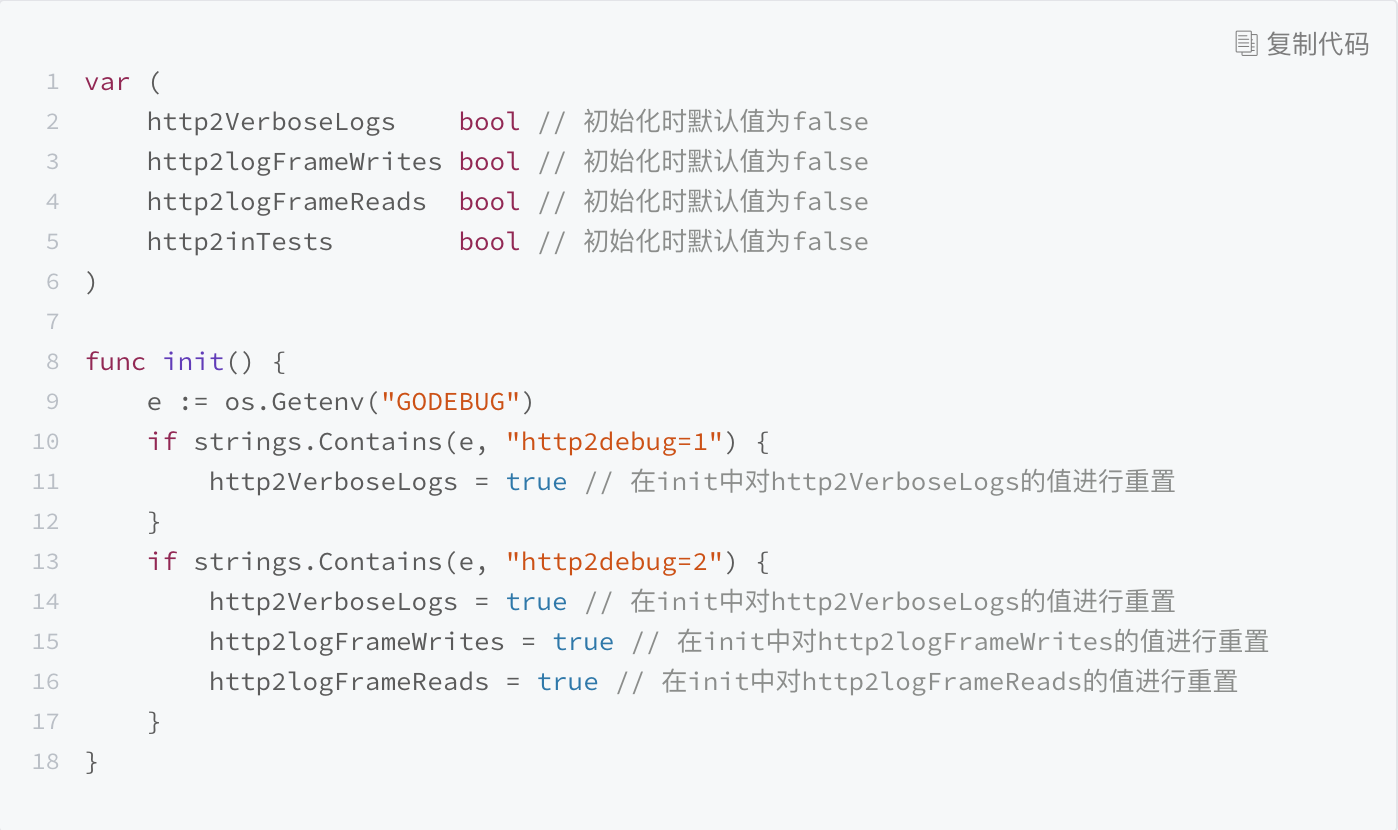 复制代码
1 var (
2     http2VerboseLogs    bool // 初始化时默认值为false
3     http2logFrameWrites bool // 初始化时默认值为false
4     http2logFrameReads  bool // 初始化时默认值为false
5     http2inTests        bool // 初始化时默认值为false
6 )
7
8 func init() {
9     e := os.Getenv("GODEBUG")
10     if strings.Contains(e, "http2debug=1") {
11         http2VerboseLogs = true // 在init中对http2VerboseLogs的值进行重置
12     }
13     if strings.Contains(e, "http2debug=2") {
14         http2VerboseLogs = true // 在init中对http2VerboseLogs的值进行重置
15         http2logFrameWrites = true // 在init中对http2logFrameWrites的值进行重置
16         http2logFrameReads = true // 在init中对http2logFrameReads的值进行重置
17     }
18 }